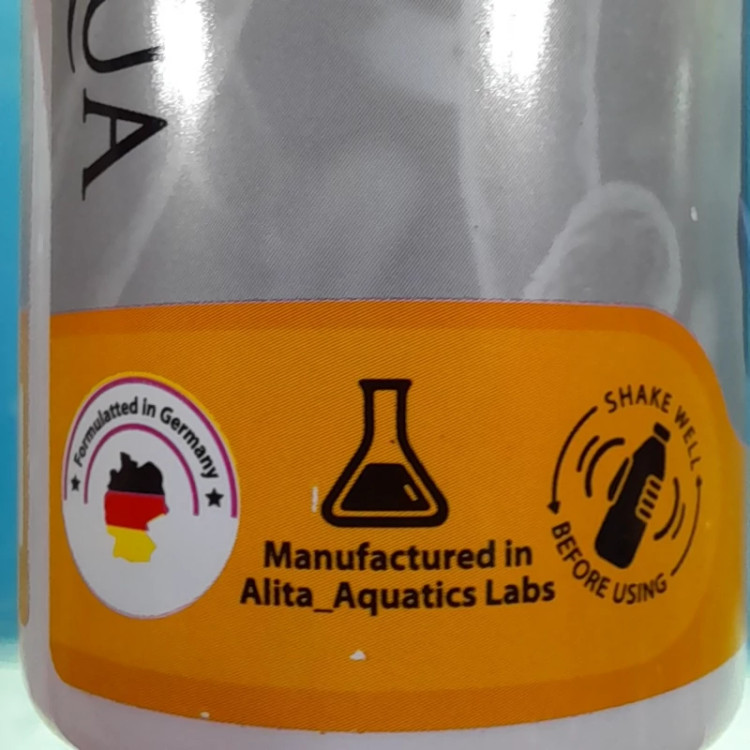 UA
Formulatted in Germany
Manufactured in
Alita_Aquatics Labs
SHAKE WELL
BEFORE USING